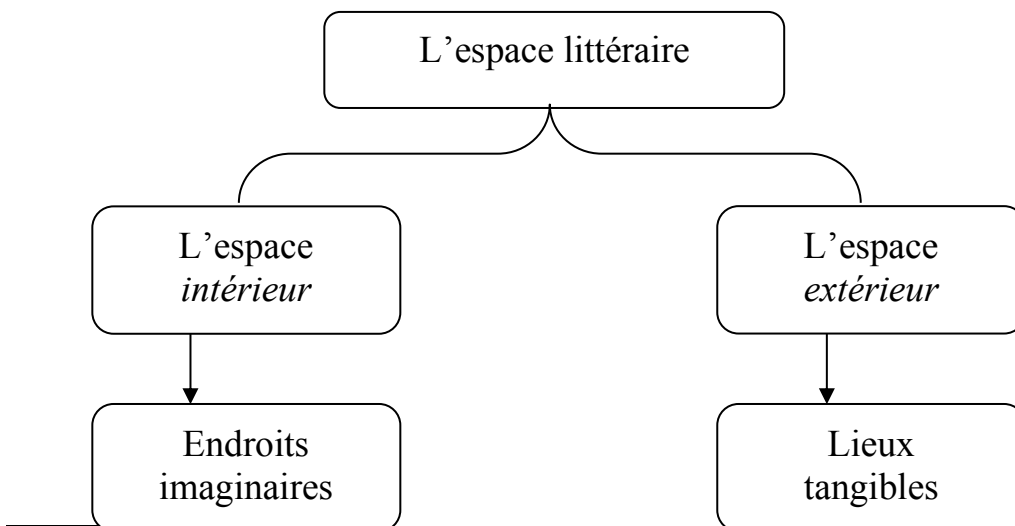 L’espace littéraire
L’espace
intérieur
L’espace
extérieur
Endroits
imaginaires
Lieux
tangibles